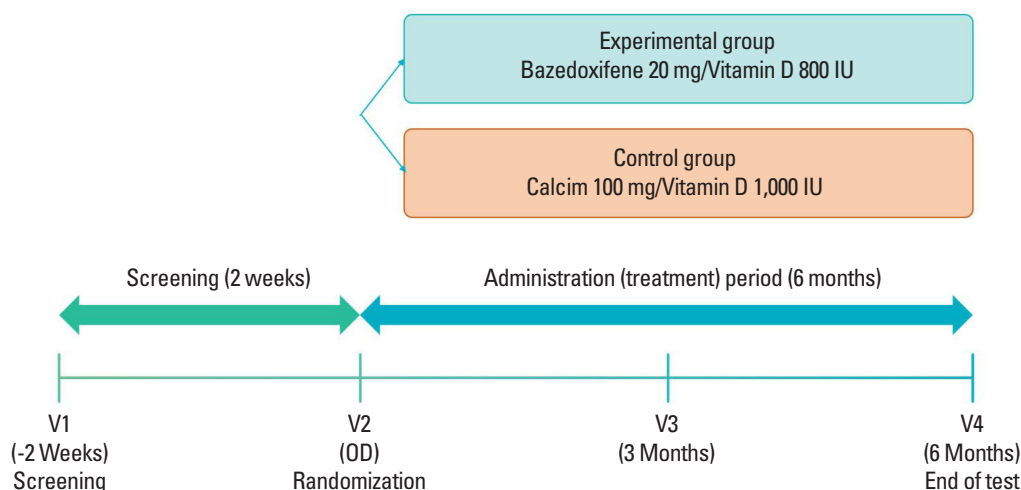 Experimental group
Bazedoxifene 20 mg/Vitamin D 800 IU
Control group
Calcim 100 mg/Vitamin D 1,000 IU
Screening (2 weeks)
Administration (treatment) period (6 months)
V1
(-2 Weeks)
Screening
V2
(OD)
Randomization
V3
(3 Months)
V4
(6 Months)
End of test